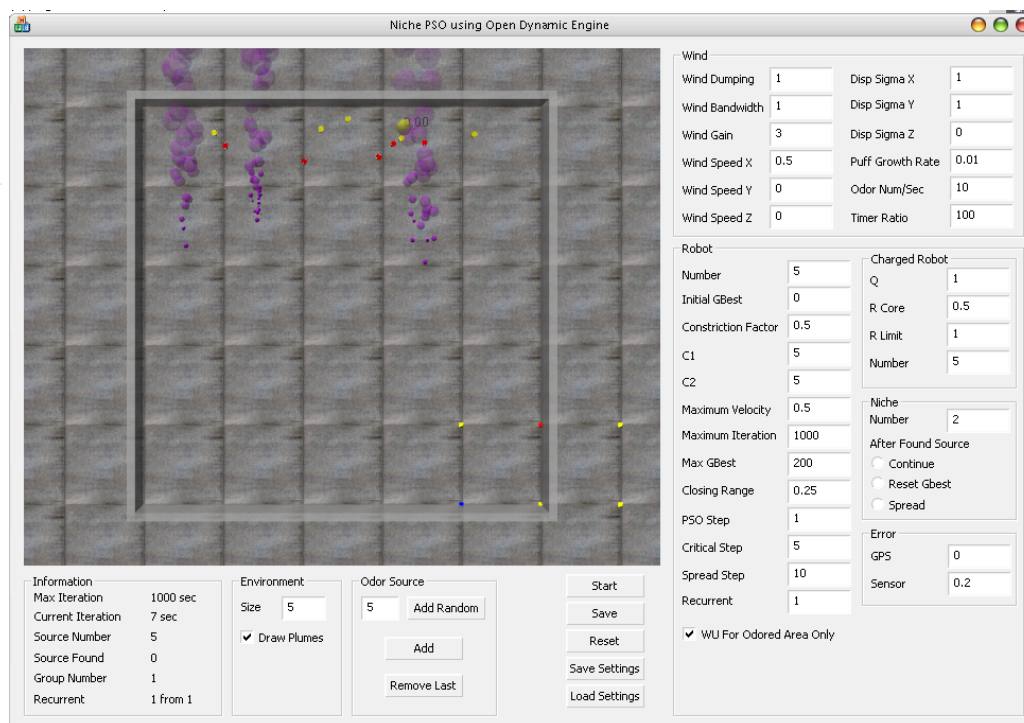 Niche PSO using Open Dynamic Engine
Wind
Wind Dumping 1 Disp Sigma X 1
Wind Bandwidth 1 Disp Sigma Y 1
Wind Gain 3 Disp Sigma Z 0
Wind Speed X 0.5 Puff Growth Rate 0.01
Wind Speed Y 0 Odor Num/Sec 10
Wind Speed Z 0 Timer Ratio 100
Robot
Number 5
Initial GBest 0
Constriction Factor 0.5
C1 5
C2 5
Maximum Velocity 0.5
Maximum Iteration 1000
Max GBest 200
Closing Range 0.25
PSO Step 1
Critical Step 5
Spread Step 10
Recurrent 1
WU For Odored Area Only
Charged Robot
Q 1
R Core 0.5
R Limit 1
Number 5
Niche
Number 2
After Found Source
Continue
Reset Gbest
Spread
Error
GPS 0
Sensor 0.2
Information
Max Iteration 1000 sec
Current Iteration 7 sec
Source Number 5
Source Found 0
Group Number 1
Recurrent 1 from 1
Environment
Size 5
Draw Plumes
Odor Source
5 Add Random
Add
Remove Last
Start
Save
Reset
Save Settings
Load Settings